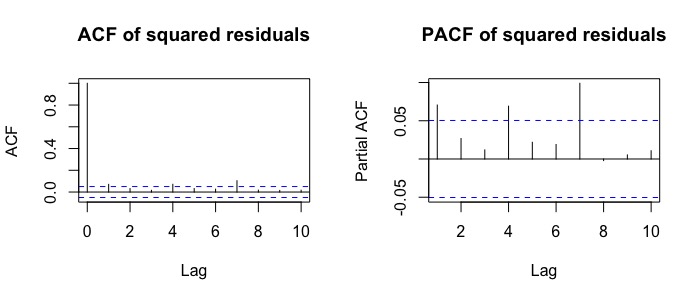 ACF of squared residuals
ACF
0.0 0.4 0.8
0 2 4 6 8 10
Lag
PACF of squared residuals
Partial ACF
-0.05 0.05
2 4 6 8 10
Lag